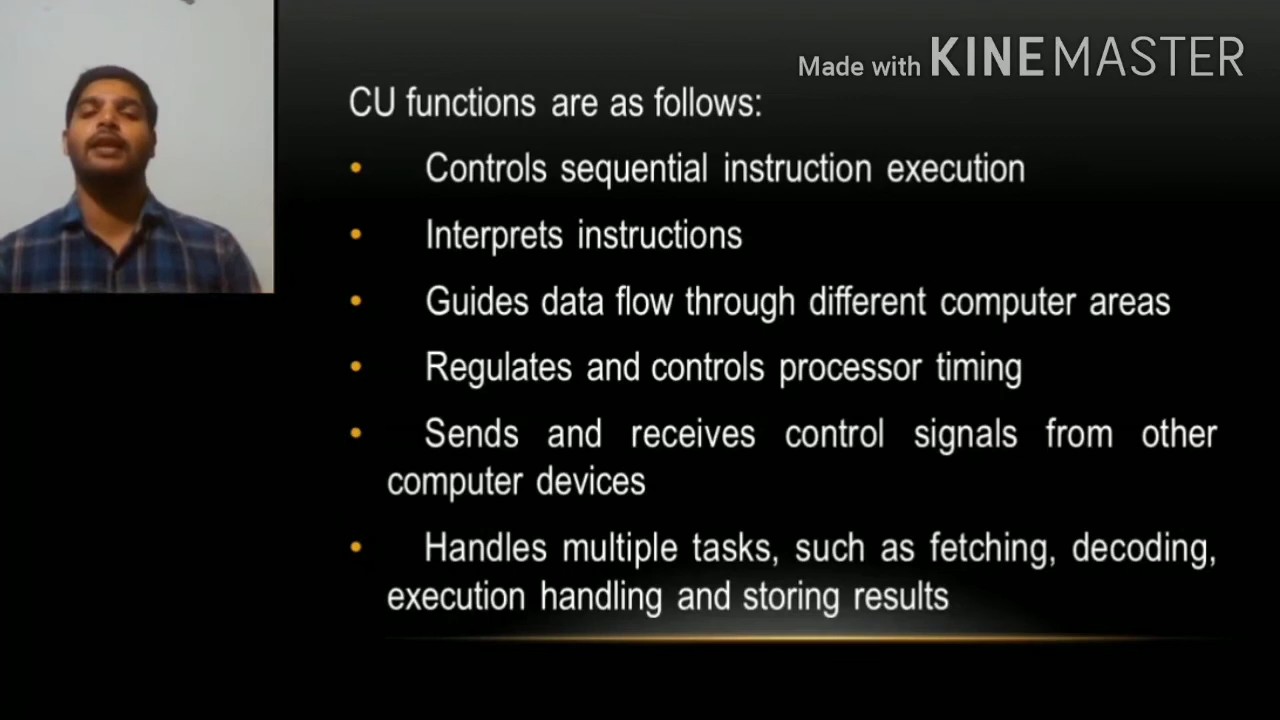 Made with KINEMASTER
CU functions are as follows:
• Controls sequential instruction execution
• Interprets instructions
• Guides data flow through different computer areas
• Regulates and controls processor timing
• Sends and receives control signals from other
computer devices
• Handles multiple tasks, such as fetching, decoding,
execution handling and storing results